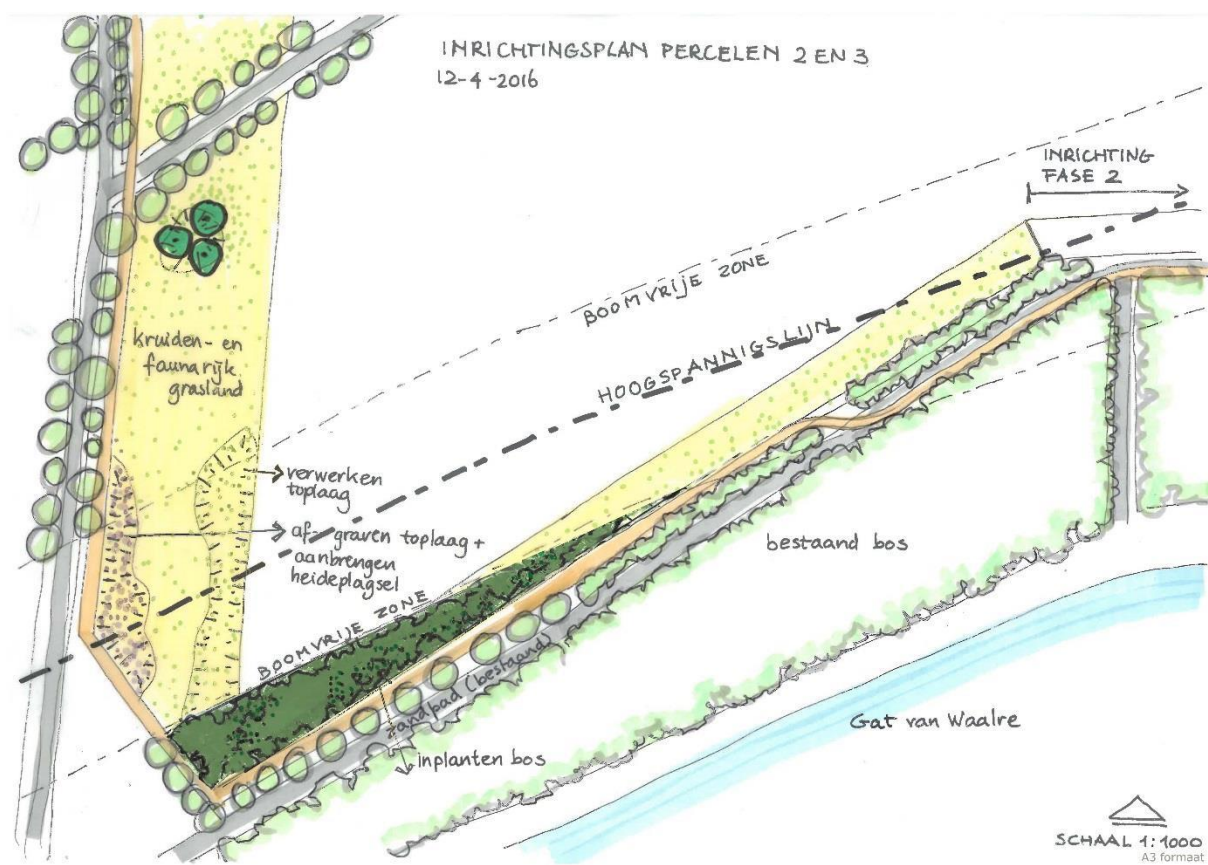 INRICHTINGSPLAN PERCELEN 2 EN 3
12-4-2016
INRICHTING
FASE 2
BOOMVRIJE ZONE
HOOGSPANNIGSLIJN
kruiden- en
faunarijk
grasland
verwerken
toplaag
af-graven toplaag +
aanbrengen
heideplagsel
BOOMVRIJE ZONE
bestaand bos
zandpad (bestaand)
inplanten bos
Gat van Waalre
SCHAAL 1:1000
A3 formaat